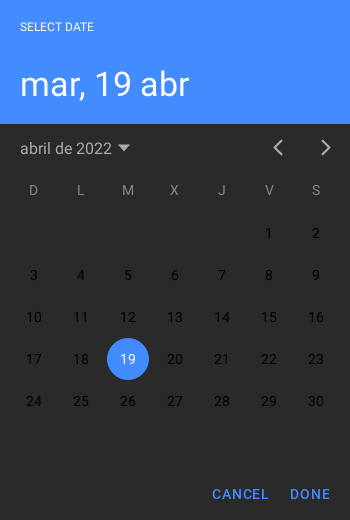 SELECT DATE
mar, 19 abr
abril de 2022
D L M X J V S
1 2
3 4 5 6 7 8 9
10 11 12 13 14 15 16
17 18 19 20 21 22 23
24 25 26 27 28 29 30
CANCEL DONE